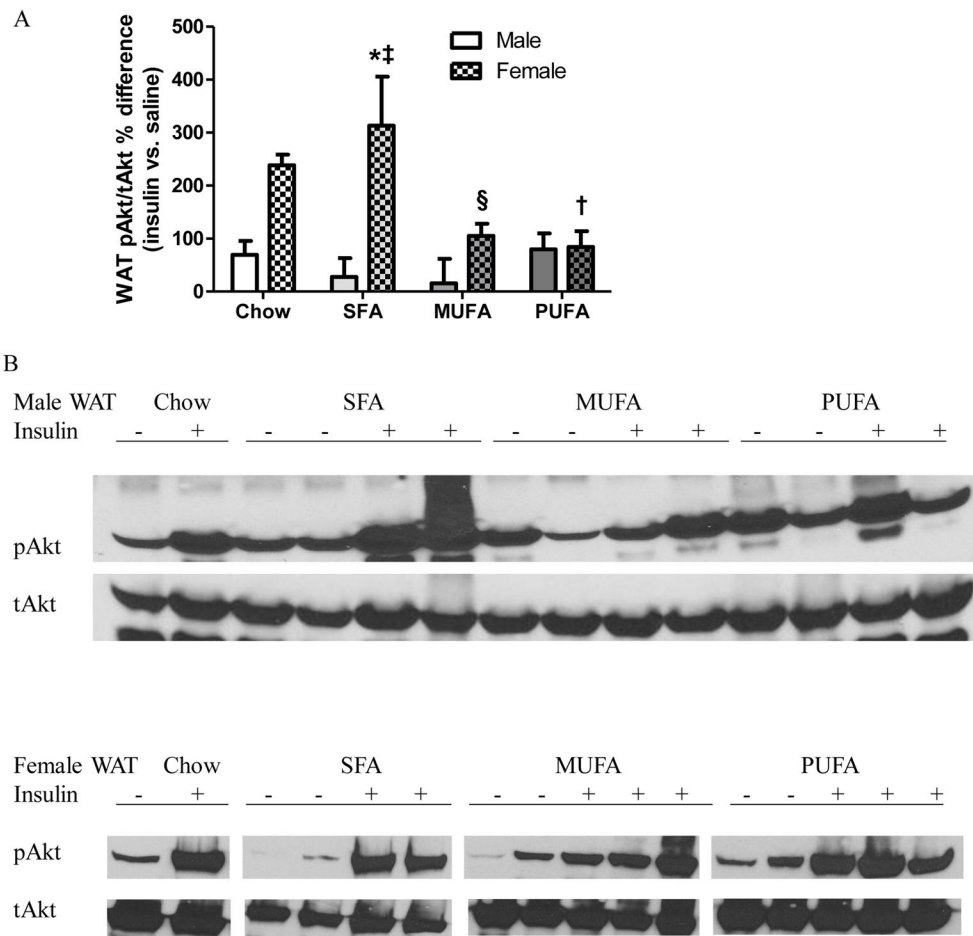 A
WAT pAkt/tAkt % difference
(insulin vs. saline)
500
400
300
200
100
0
*‡
§
†
Male
Female
Chow SFA MUFA PUFA
B
Male WAT Chow SFA MUFA PUFA
Insulin - + - - + + - - + + - - + +
pAkt
tAkt
Female WAT Chow SFA MUFA PUFA
Insulin - + - - + + - - + + + - - + + +
pAkt
tAkt